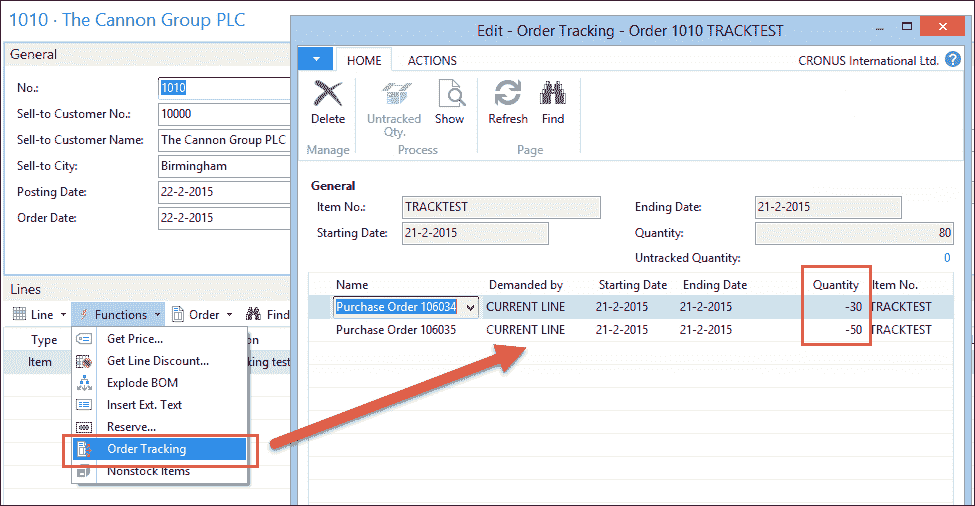 1010 · The Cannon Group PLC
General
No.: 1010
Sell-to Customer No.: 10000
Sell-to Customer Name: The Cannon Group PLC
Sell-to City: Birmingham
Posting Date: 22-2-2015
Order Date: 22-2-2015
Lines
Line Functions Order Find
Type
Item
Get Price...
Get Line Discount...
Explode BOM
Insert Ext. Text
Reserve...
Order Tracking
Nonstock Items
Edit - Order Tracking - Order 1010 TRACKTEST
HOME ACTIONS CRONUS International Ltd.
Delete Untracked Qty. Show Refresh Find
Manage Process Page
General
Item No.: TRACKTEST Ending Date: 21-2-2015
Starting Date: 21-2-2015 Quantity: 80
Untracked Quantity: 0
Name Demanded by Starting Date Ending Date Quantity Item No.
Purchase Order 106034 CURRENT LINE 21-2-2015 21-2-2015 -30 TRACKTEST
Purchase Order 106035 CURRENT LINE 21-2-2015 21-2-2015 -50 TRACKTEST